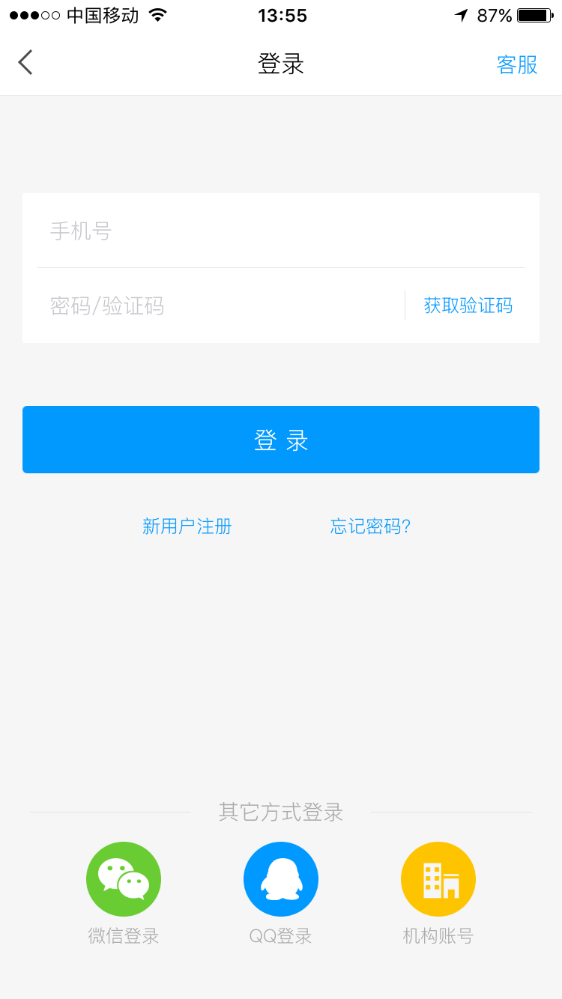 中国移动 13:55 87%
登录 客服
手机号
密码/验证码 获取验证码
登 录
新用户注册 忘记密码?
其它方式登录
微信登录 QQ登录 机构账号